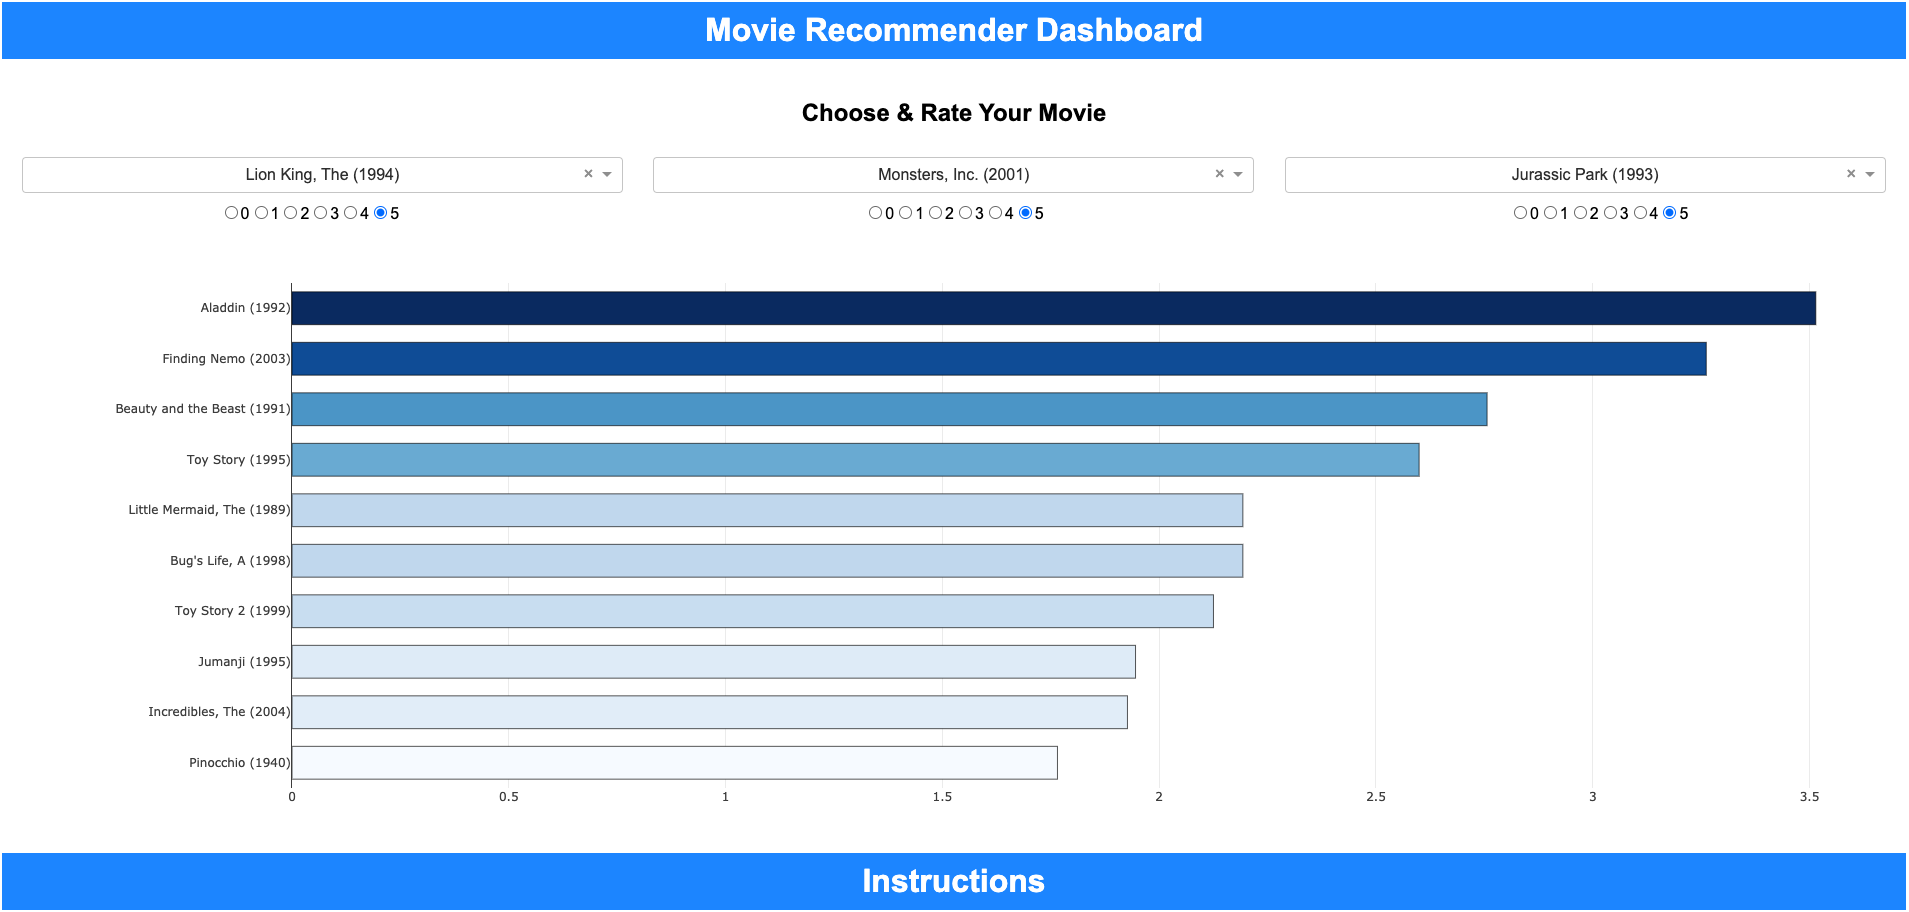 Movie Recommender Dashboard
Choose & Rate Your Movie
Lion King, The (1994) × Monsters, Inc. (2001) × Jurassic Park (1993) ×
0 1 2 3 4 5 0 1 2 3 4 5 0 1 2 3 4 5
Aladdin (1992)
Finding Nemo (2003)
Beauty and the Beast (1991)
Toy Story (1995)
Little Mermaid, The (1989)
Bug's Life, A (1998)
Toy Story 2 (1999)
Jumanji (1995)
Incredibles, The (2004)
Pinocchio (1940)
0 0.5 1 1.5 2 2.5 3 3.5
Instructions